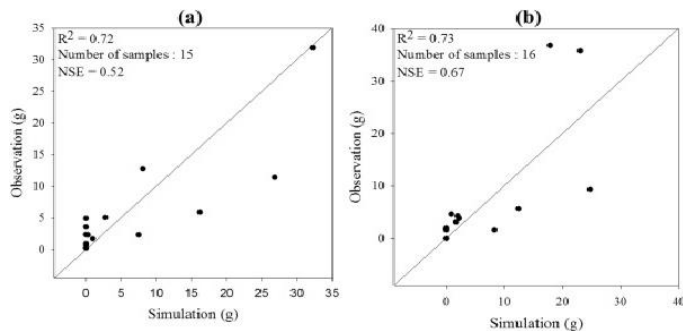 (a)
R² = 0.72
Number of samples : 15
NSE = 0.52
Observation (g)
35
30
25
20
15
10
5
0
0 5 10 15 20 25 30 35
Simulation (g)
(b)
R² = 0.73
Number of samples : 16
NSE = 0.67
Observation (g)
40
30
20
10
0
0 10 20 30 40
Simulation (g)